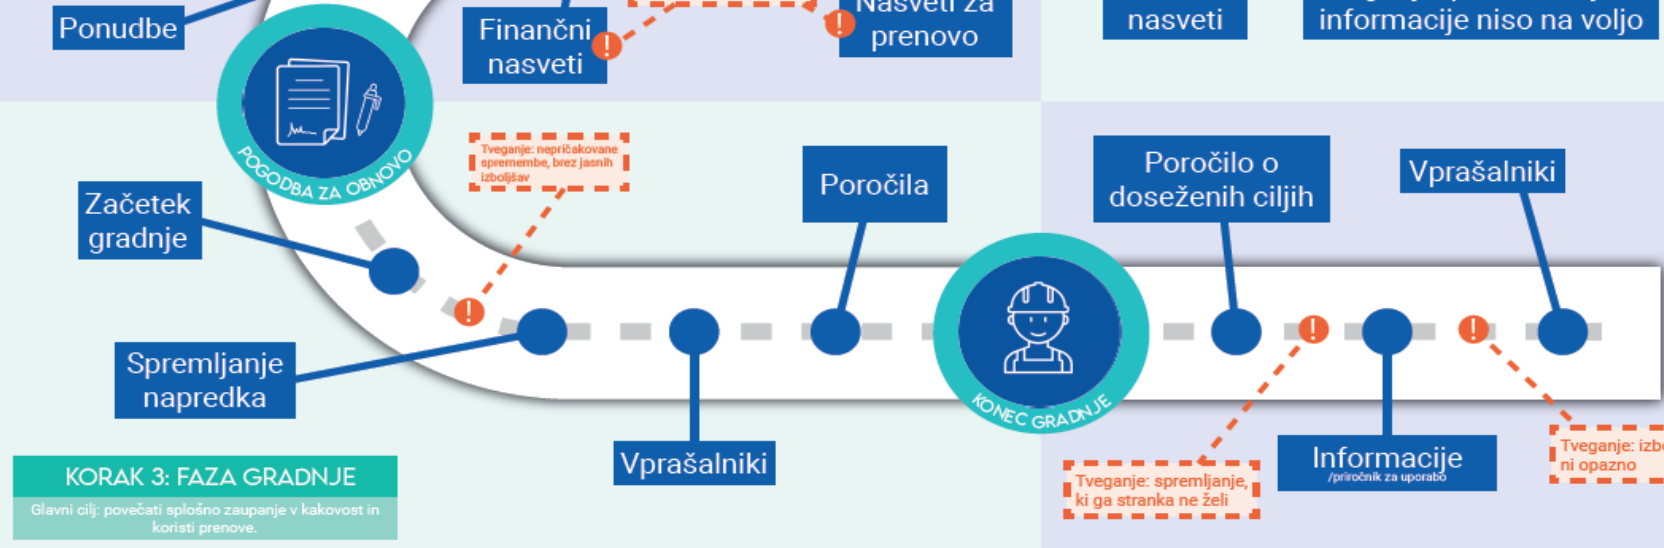 Ponudbe
Finančni
nasveti
Nasveti za
prenovo
nasveti
informacije niso na voljo
POGODBA ZA OBNOVO
Tveganje: nepričakovane
spremembe, brez jasnih
izboljšav
Začetek
gradnje
Poročila
Poročilo o
doseženih ciljih
Vprašalniki
Spremljanje
napredka
KONEC GRADNJE
Vprašalniki
Informacije
/priročnik za uporabo
Tveganje: spremljanje,
ki ga stranka ne želi
Tveganje:
ni opazno
KORAK 3: FAZA GRADNJE
Glavni cilj: povečati splošno zaupanje v kakovost in
koristi prenove.